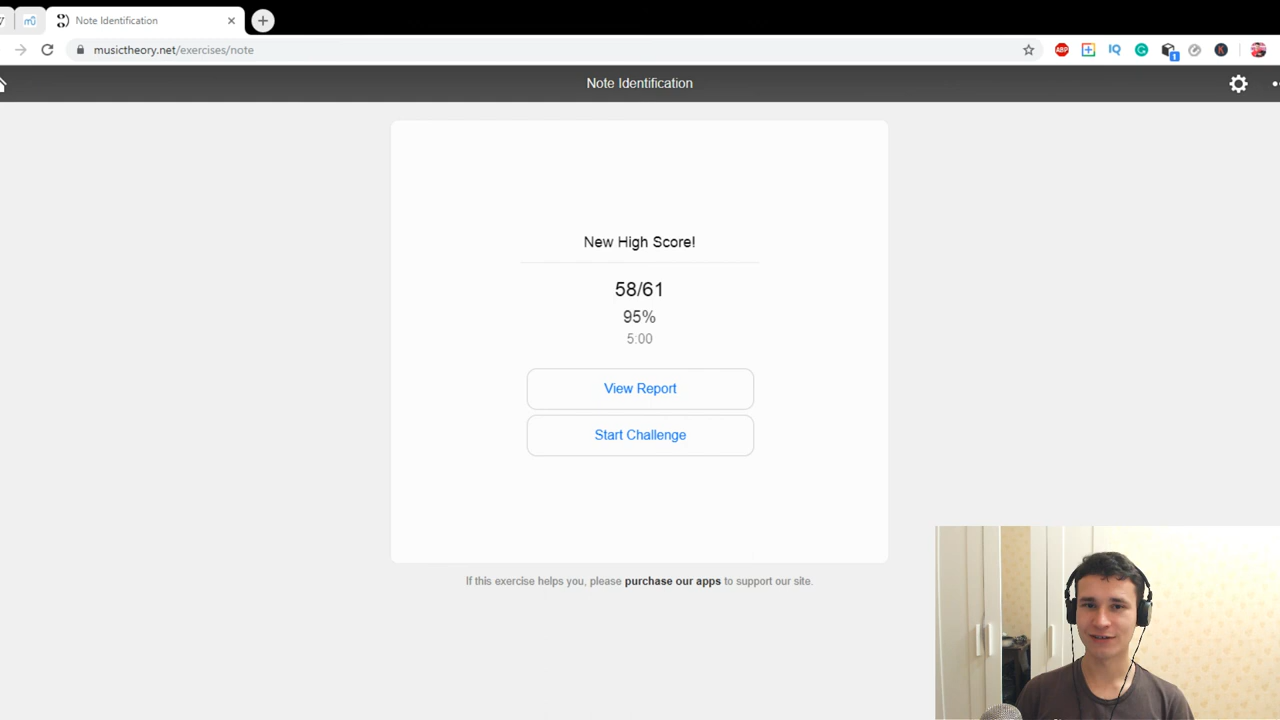 Note Identification
musictheory.net/exercises/note
Note Identification
New High Score!
58/61
95%
5:00
View Report
Start Challenge
If this exercise helps you, please purchase our apps to support our site.